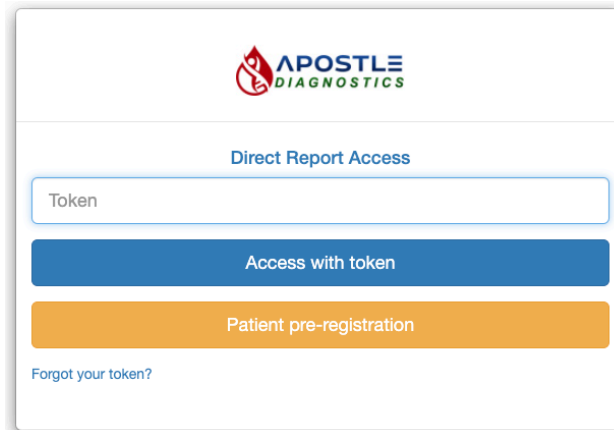 APOSTLE
DIAGNOSTICS
Direct Report Access
Token
Access with token
Patient pre-registration
Forgot your token?